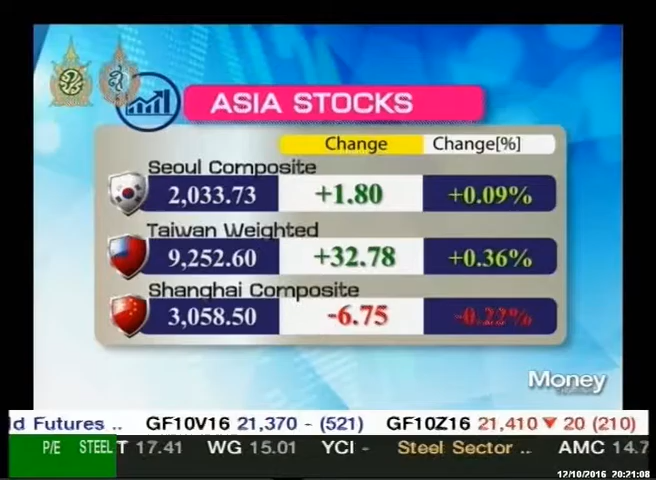 ASIA STOCKS
Change Change[%]
Seoul Composite
2,033.73 +1.80 +0.09%
Taiwan Weighted
9,252.60 +32.78 +0.36%
Shanghai Composite
3,058.50 -6.75 -0.22%
Money
ld Futures .. GF10V16 21,370 - (521) GF10Z16 21,410 ▼ 20 (210)
P/E STEEL T 17.41 WG 15.01 YCI - Steel Sector .. AMC 14.7
12/10/2016 20:21:08